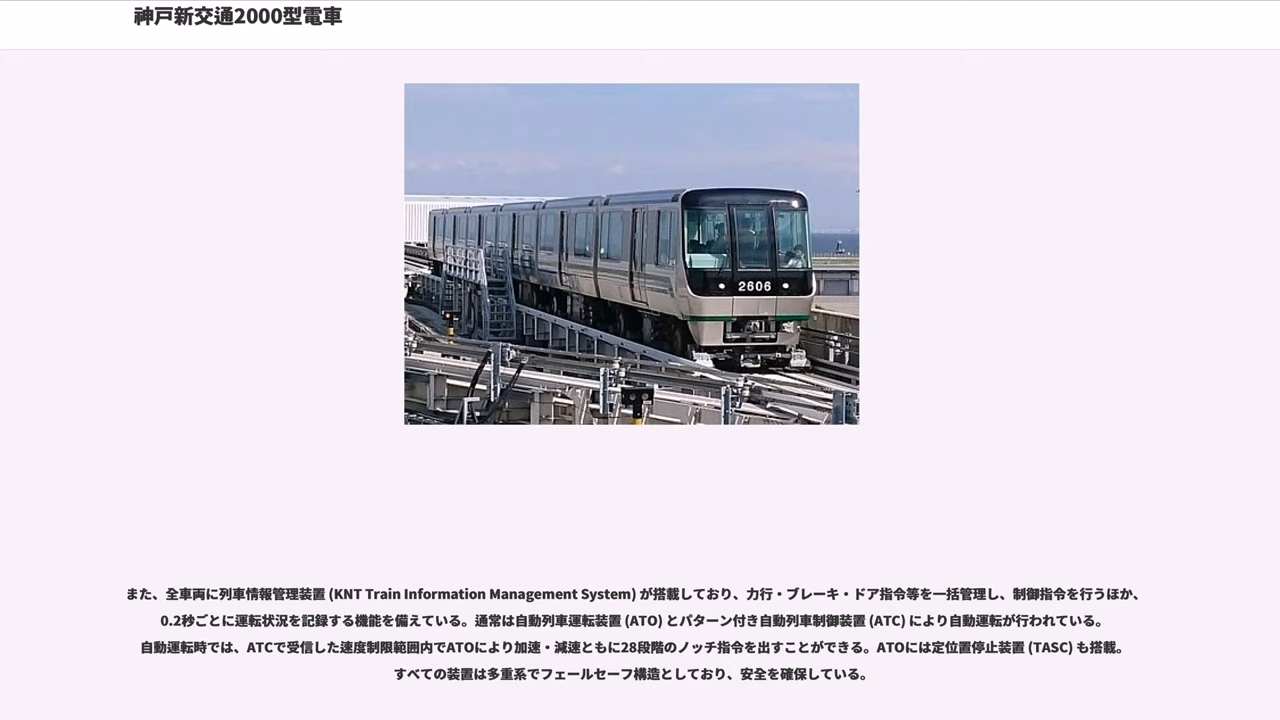 神戸新交通2000型電車
2606
また、全車両に列車情報管理装置 (KNT Train Information Management System) が搭載しており、力行・ブレーキ・ドア指令等を一括管理し、制御指令を行うほか、
0.2秒ごとに運転状況を記録する機能を備えている。通常は自動列車運転装置 (ATO) とパターン付き自動列車制御装置 (ATC) により自動運転が行われている。
自動運転時では、ATCで受信した速度制限範囲内でATOにより加速・減速ともに28段階のノッチ指令を出すことができる。ATOには定位置停止装置 (TASC) も搭載。
すべての装置は多重系でフェールセーフ構造としており、安全を確保している。